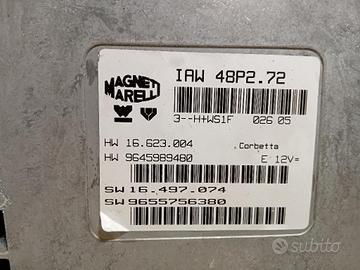 MAGNETI MARELLI
IAW 48P2.72
3--H+WS1F 026 05
HW 16.623.004 Corbetta
HW 9645989480 E 12V=
SW 16.497.074
SW 9655756380
subito